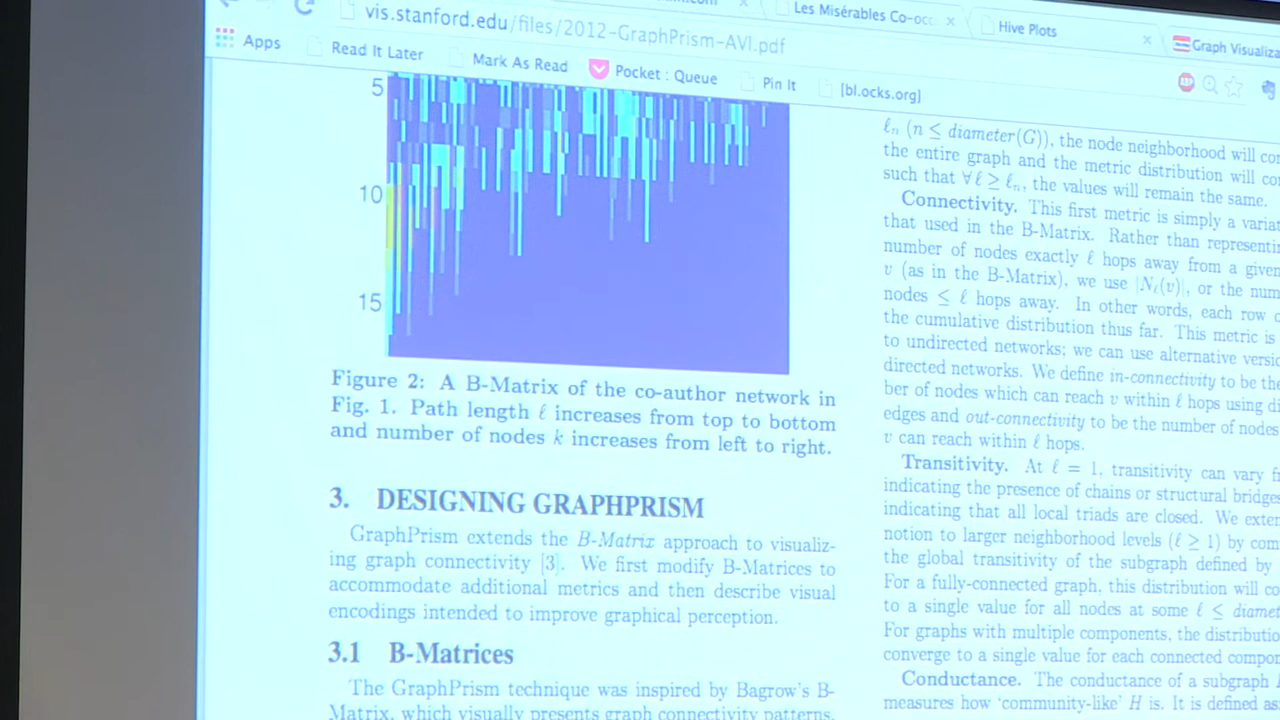 Les Misérables Co-occ
Hive Plots
Graph Visualiza
vis.stanford.edu/files/2012-GraphPrism-AVI.pdf
Apps
Read It Later
Mark As Read
Pocket : Queue
Pin It
[bl.ocks.org]
5
10
15
Figure 2: A B-Matrix of the co-author network in
Fig. 1. Path length ℓ increases from top to bottom
and number of nodes k increases from left to right.
3. DESIGNING GRAPHPRISM
GraphPrism extends the B-Matrix approach to visualiz-
ing graph connectivity [3]. We first modify B-Matrices to
accommodate additional metrics and then describe visual
encodings intended to improve graphical perception.
3.1 B-Matrices
The GraphPrism technique was inspired by Bagrow's B-
Matrix, which visually presents graph connectivity patterns.
ℓn (n ≤ diameter(G)), the node neighborhood will con
the entire graph and the metric distribution will co
such that ∀ℓ ≥ ℓn, the values will remain the same.
Connectivity. This first metric is simply a variat
that used in the B-Matrix. Rather than representi
number of nodes exactly ℓ hops away from a given
v (as in the B-Matrix), we use |Nℓ(v)|, or the num
nodes ≤ ℓ hops away. In other words, each row
the cumulative distribution thus far. This metric is
to undirected networks; we can use alternative versio
directed networks. We define in-connectivity to be the
ber of nodes which can reach v within ℓ hops using di
edges and out-connectivity to be the number of nodes
v can reach within ℓ hops.
Transitivity. At ℓ = 1, transitivity can vary f
indicating the presence of chains or structural bridges
indicating that all local triads are closed. We exter
notion to larger neighborhood levels (ℓ ≥ 1) by com
the global transitivity of the subgraph defined by
For a fully-connected graph, this distribution will co
to a single value for all nodes at some ℓ ≤ diamet
For graphs with multiple components, the distributio
converge to a single value for each connected compor
Conductance. The conductance of a subgraph
measures how 'community-like' H is. It is defined as